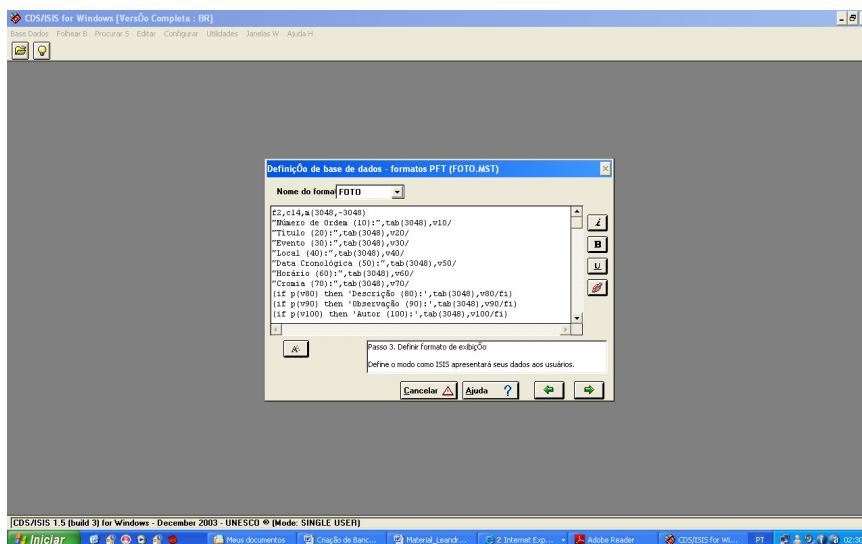 CDS/ISIS for Windows [VersÕo Completa : BR]
Base Dados Folhear B Procurar S Editar Configurar Utilidades Janelas W Ajuda H
DefiniçÕo de base de dados - formatos PFT (FOTO.MST)
Nome do format FOTO
f2,cl4,m(3048,-3048)
"Número de Ordem (10):",tab(3048),v10/
"Título (20):",tab(3048),v20/
"Evento (30):",tab(3048),v30/
"Local (40):",tab(3048),v40/
"Data Cronológica (50):",tab(3048),v50/
"Horário (60):",tab(3048),v60/
"Cromia (70):",tab(3048),v70/
(if p(v80) then 'Descrição (80):',tab(3048),v80/fi)
(if p(v90) then 'Observação (90):',tab(3048),v90/fi)
(if p(v100) then 'Autor (100):',tab(3048),v100/fi)
i
B
U
Passo 3. Definir formato de exibiçÕo
Define o modo como ISIS apresentará seus dados aos usuários.
Cancelar Ajuda ?
CDS/ISIS 1.5 (build 3) for Windows - December 2003 - UNESCO ® (Mode: SINGLE USER)
Iniciar Meus documentos Criação de Banc... Material_Leandr... 2 Internet Exp... Adobe Reader CDS/ISIS for Wi... PT 02:30